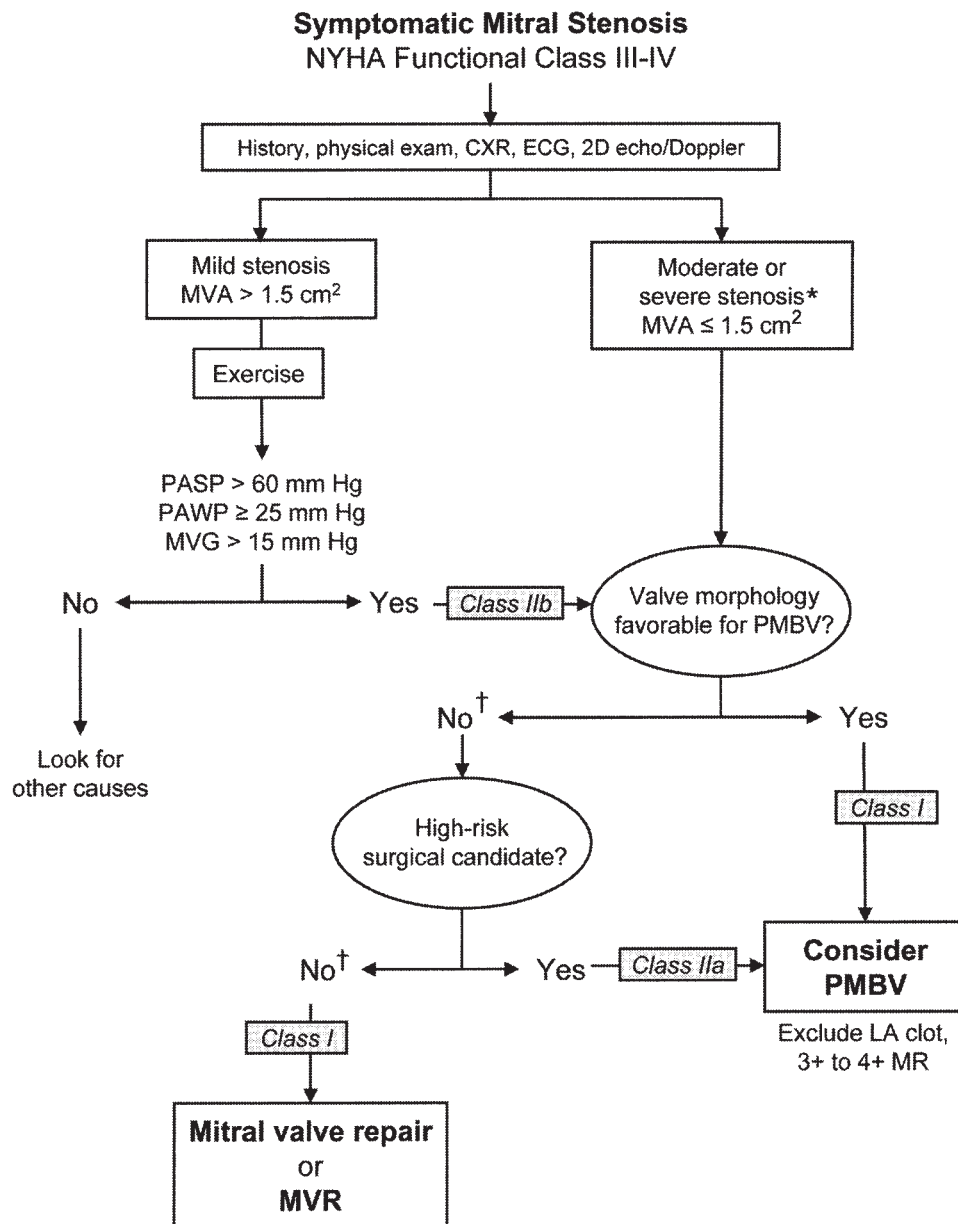 Symptomatic Mitral Stenosis
NYHA Functional Class III-IV
History, physical exam, CXR, ECG, 2D echo/Doppler
Mild stenosis
MVA > 1.5 cm²
Moderate or
severe stenosis*
MVA ≤ 1.5 cm²
Exercise
PASP > 60 mm Hg
PAWP ≥ 25 mm Hg
MVG > 15 mm Hg
No
Yes
Class IIb
Valve morphology
favorable for PMBV?
Look for
other causes
No†
Yes
High-risk
surgical candidate?
Class I
No†
Yes
Class IIa
Consider
PMBV
Exclude LA clot,
3+ to 4+ MR
Class I
Mitral valve repair
or
MVR